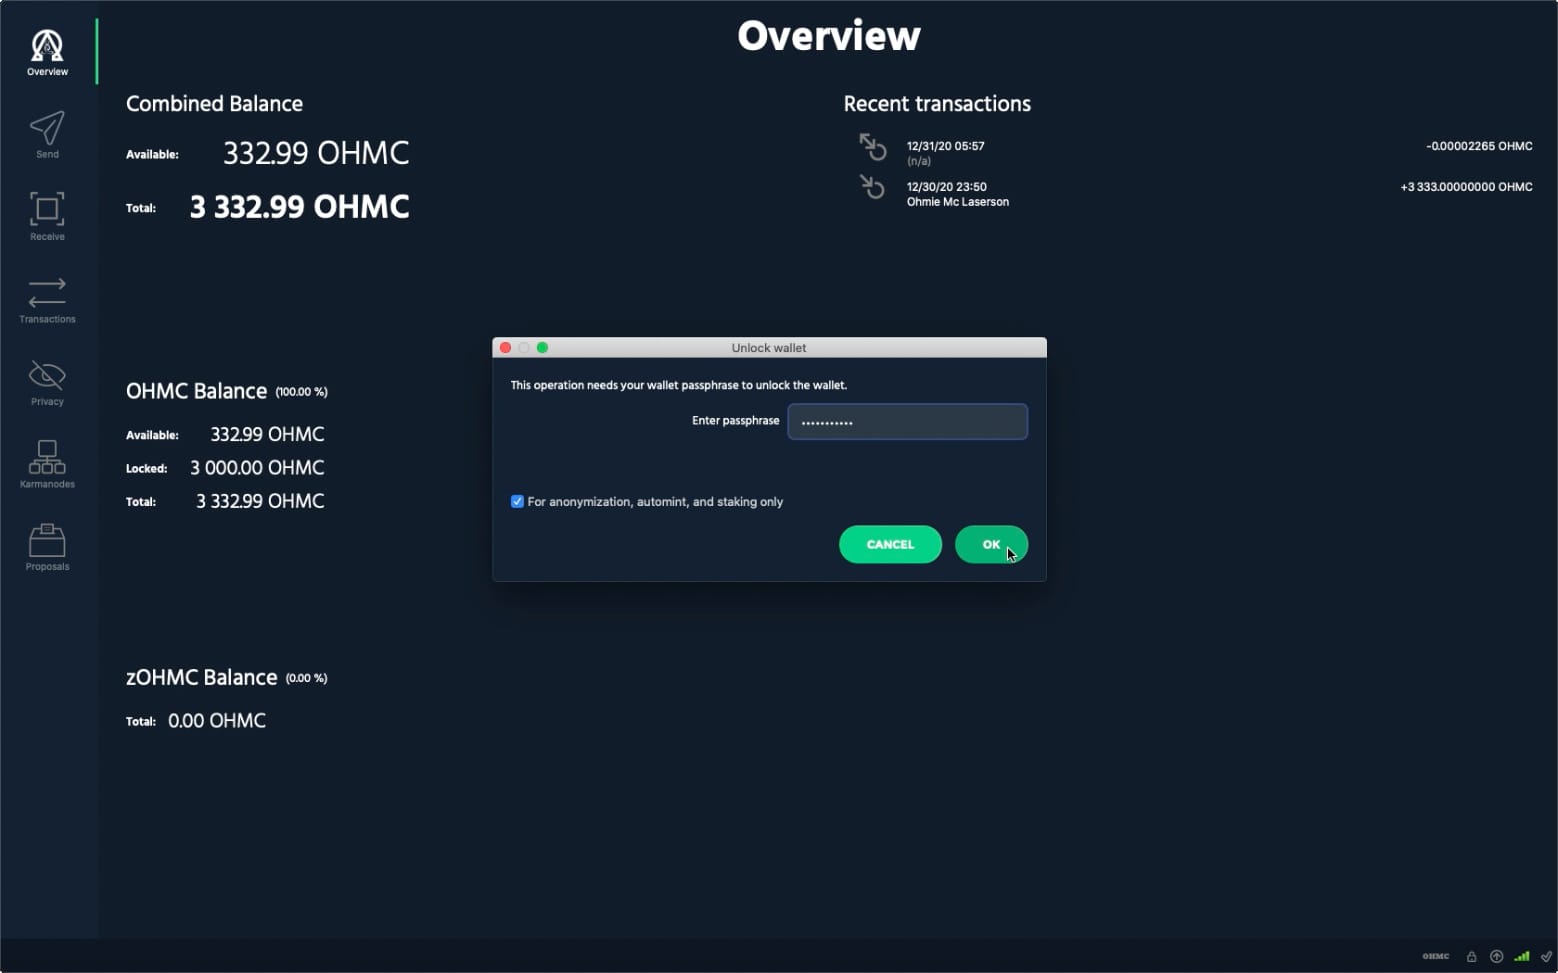 Overview
Overview
Send
Receive
Transactions
Privacy
Karmanodes
Proposals
Combined Balance
Available: 332.99 OHMC
Total: 3 332.99 OHMC
Recent transactions
12/31/20 05:57 -0.00002265 OHMC
(n/a)
12/30/20 23:50 +3 333.00000000 OHMC
Ohmie Mc Laserson
OHMC Balance (100.00 %)
Available: 332.99 OHMC
Locked: 3 000.00 OHMC
Total: 3 332.99 OHMC
zOHMC Balance (0.00 %)
Total: 0.00 OHMC
Unlock wallet
This operation needs your wallet passphrase to unlock the wallet.
Enter passphrase •••••••••••
For anonymization, automint, and staking only
CANCEL OK
OHMC